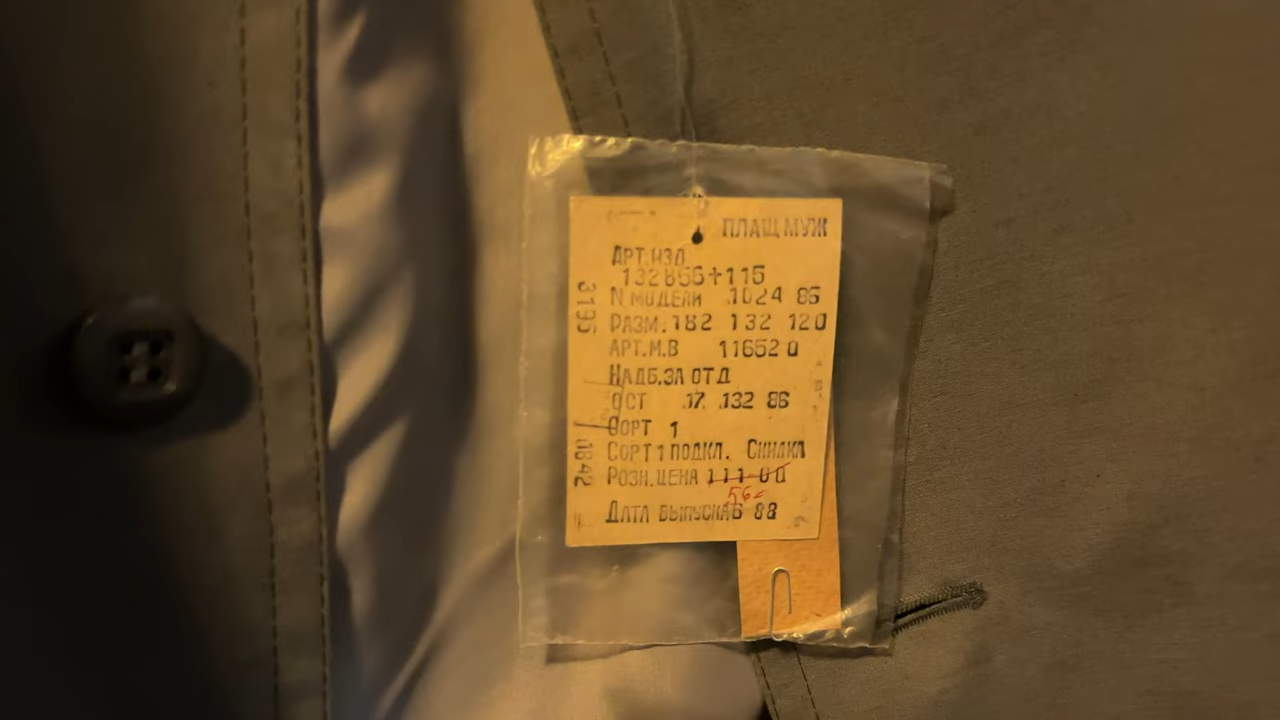 ПЛАЩ МУЖ
АРТ.ИЗД
132856+115
N МОДЕЛИ 1024 86
РАЗМ.182 132 120
АРТ.М.В 11652 0
НАДБ.ЗА ОТД
ОСТ 17. 132 86
СОРТ 1
СОРТ 1 ПОДКЛ. СКИДКА
РОЗН.ЦЕНА 111-00
56=
ДАТА ВЫПУСКА 6 88
3195
0842